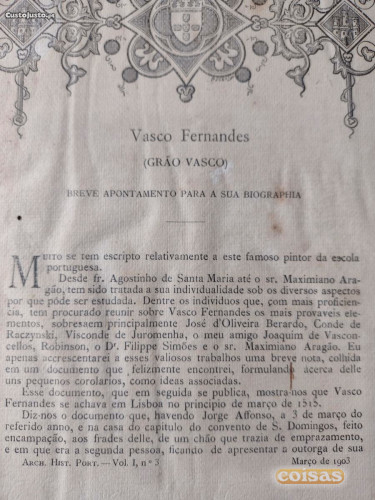 CustoJusto.pt
Vasco Fernandes
(GRÃO VASCO)
BREVE APONTAMENTO PARA A SUA BIOGRAPHIA
MUITO se tem escripto relativamente a este famoso pintor da escola
portuguesa.
Desde fr. Agostinho de Santa Maria até o sr. Maximiano Ara-
gão, tem sido tratada a sua individualidade sob os diversos aspectos
por que póde ser estudada. Dentre os individuos que, com mais proficien-
cia, tem procurado reunir sobre Vasco Fernandes os mais provaveis ele-
mentos, sobresaem principalmente José d'Oliveira Berardo, Conde de
Raczynski, Visconde de Juromenha, o meu amigo Joaquim de Vascon-
cellos, Robinson, o Dr. Filippe Simões e o sr. Maximiano Aragão. Eu
apenas accrescentarei a esses valiosos trabalhos uma breve nota, colhida
em um documento que felizmente encontrei, formulando ácerca delle
uns pequenos corolarios, como ideas associadas.
Esse documento, que em seguida se publica, mostra-nos que Vasco
Fernandes se achava em Lisboa no principio de março de 1515.
Diz-nos o documento que, havendo Jorge Affonso, a 3 de março do
referido anno, e na casa do capitulo do convento de S. Domingos, feito
encampação, aos frades delle, de um chão que trazia de emprazamento,
e em que era a segunda pessoa, ficando de apresentar a outorga de sua
ARCH. HIST. PORT. — VOL. I, n.º 3 Março de 1903
coisas